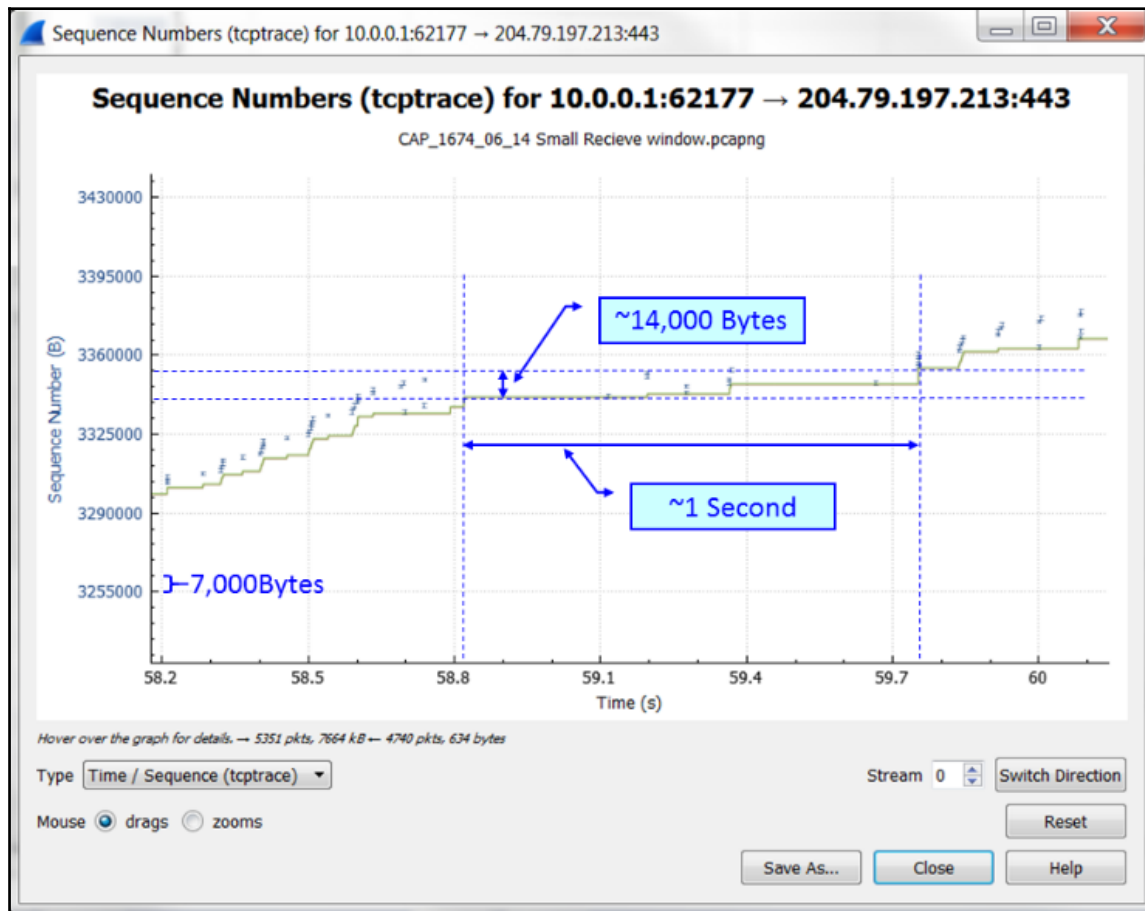 Sequence Numbers (tcptrace) for 10.0.0.1:62177 → 204.79.197.213:443
Sequence Numbers (tcptrace) for 10.0.0.1:62177 → 204.79.197.213:443
CAP_1674_06_14 Small Recieve window.pcapng
3430000
3395000
~14,000 Bytes
3360000
Sequence Number (B)
3325000
~1 Second
3290000
7,000Bytes
3255000
58.2 58.5 58.8 59.1 59.4 59.7 60
Time (s)
Hover over the graph for details. → 5351 pkts, 7664 kB ← 4740 pkts, 634 bytes
Type Time / Sequence (tcptrace) Stream 0 Switch Direction
Mouse drags zooms Reset
Save As... Close Help